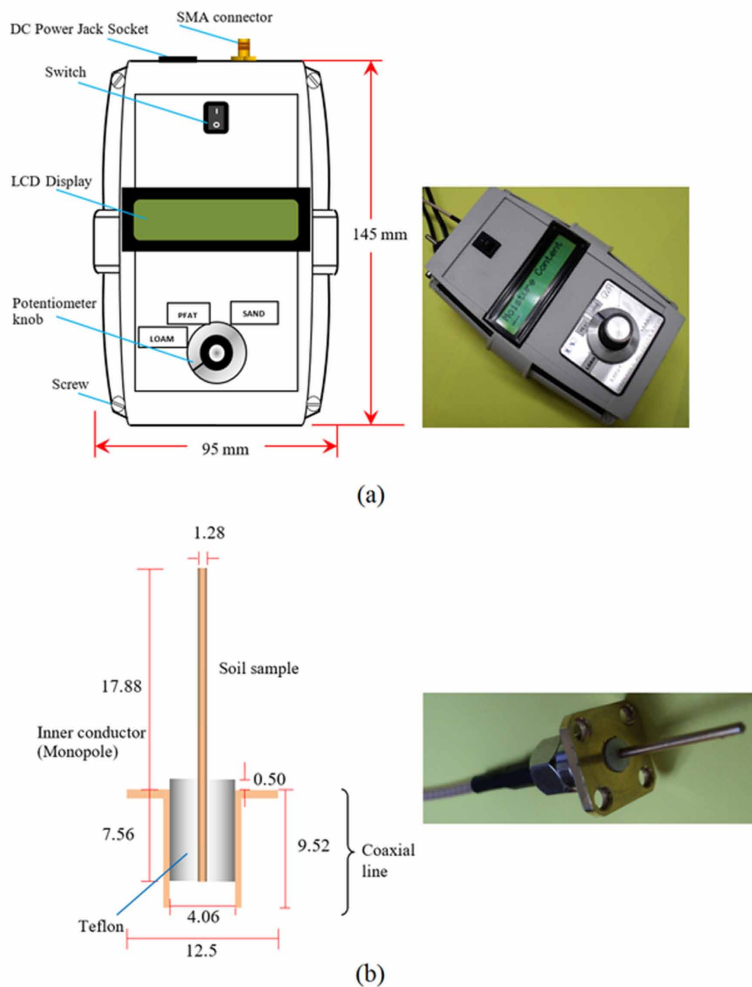 SMA connector
DC Power Jack Socket
Switch
LCD Display
145 mm
Moisture Content
Potentiometer
knob
PFAT
SAND
LOAM
Screw
95 mm
(a)
1.28
Soil sample
17.88
Inner conductor
(Monopole)
0.50
7.56
9.52
Coaxial
line
Teflon
4.06
12.5
(b)